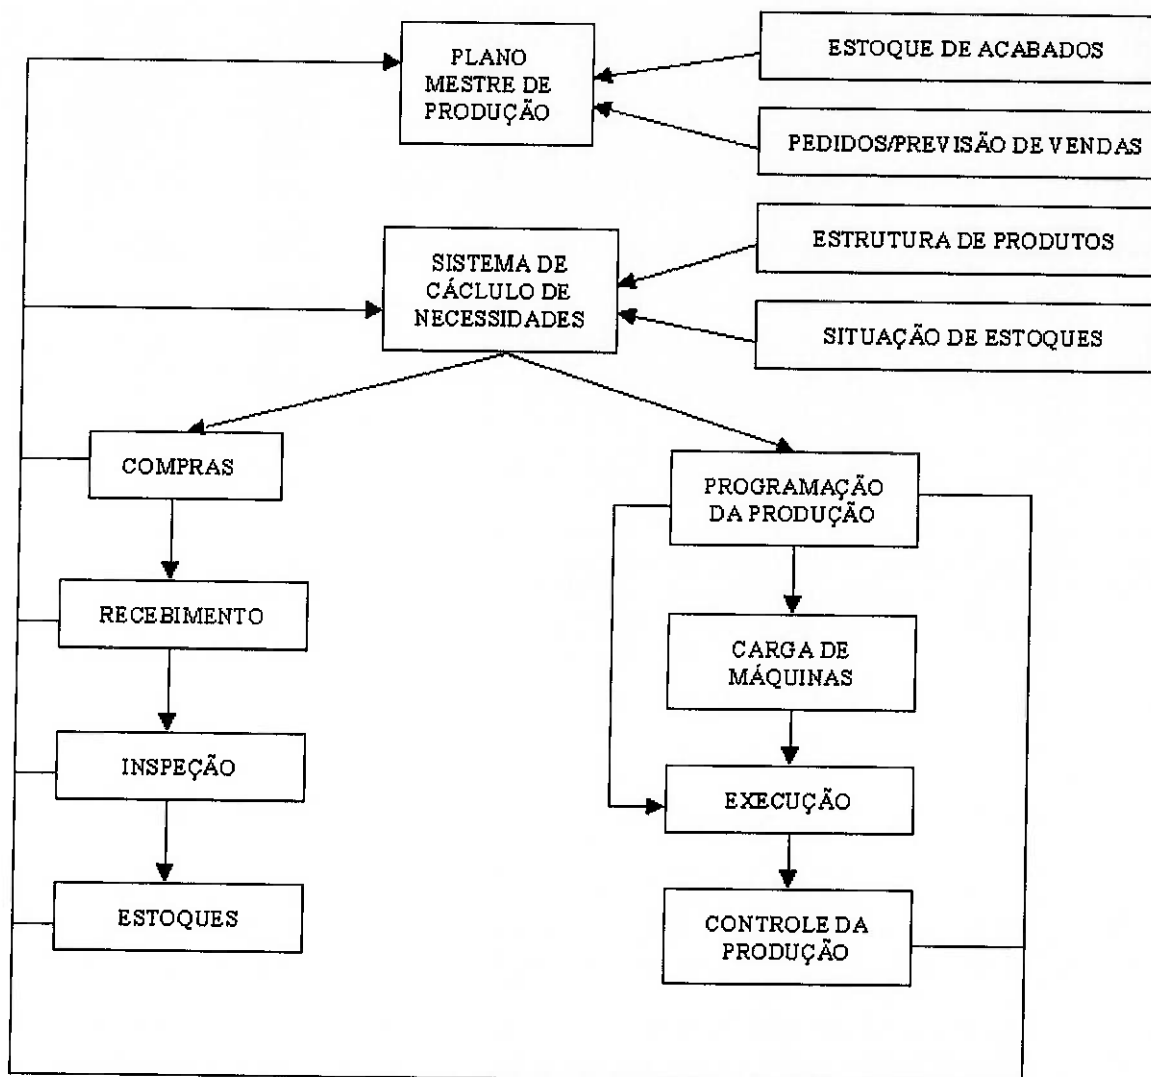 PLANO
MESTRE DE
PRODUÇÃO
ESTOQUE DE ACABADOS
PEDIDOS/PREVISÃO DE VENDAS
SISTEMA DE
CÁCLULO DE
NECESSIDADES
ESTRUTURA DE PRODUTOS
SITUAÇÃO DE ESTOQUES
COMPRAS
RECEBIMENTO
INSPEÇÃO
ESTOQUES
PROGRAMAÇÃO
DA PRODUÇÃO
CARGA DE
MÁQUINAS
EXECUÇÃO
CONTROLE DA
PRODUÇÃO